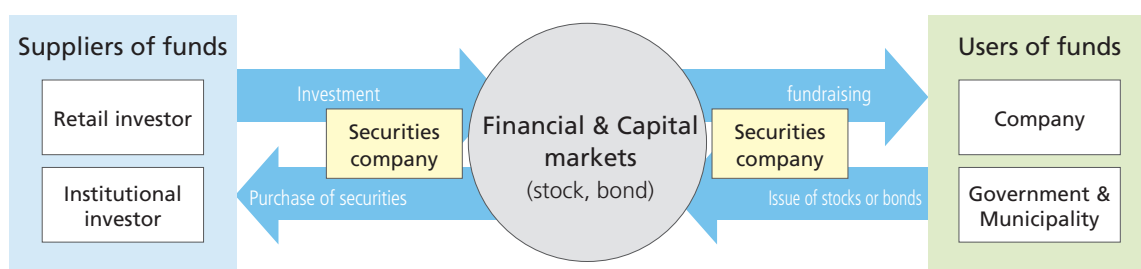 Suppliers of funds
Retail investor
Institutional
investor
Investment
Securities
company
Purchase of securities
Financial & Capital
markets
(stock, bond)
fundraising
Securities
company
Issue of stocks or bonds
Users of funds
Company
Government &
Municipality